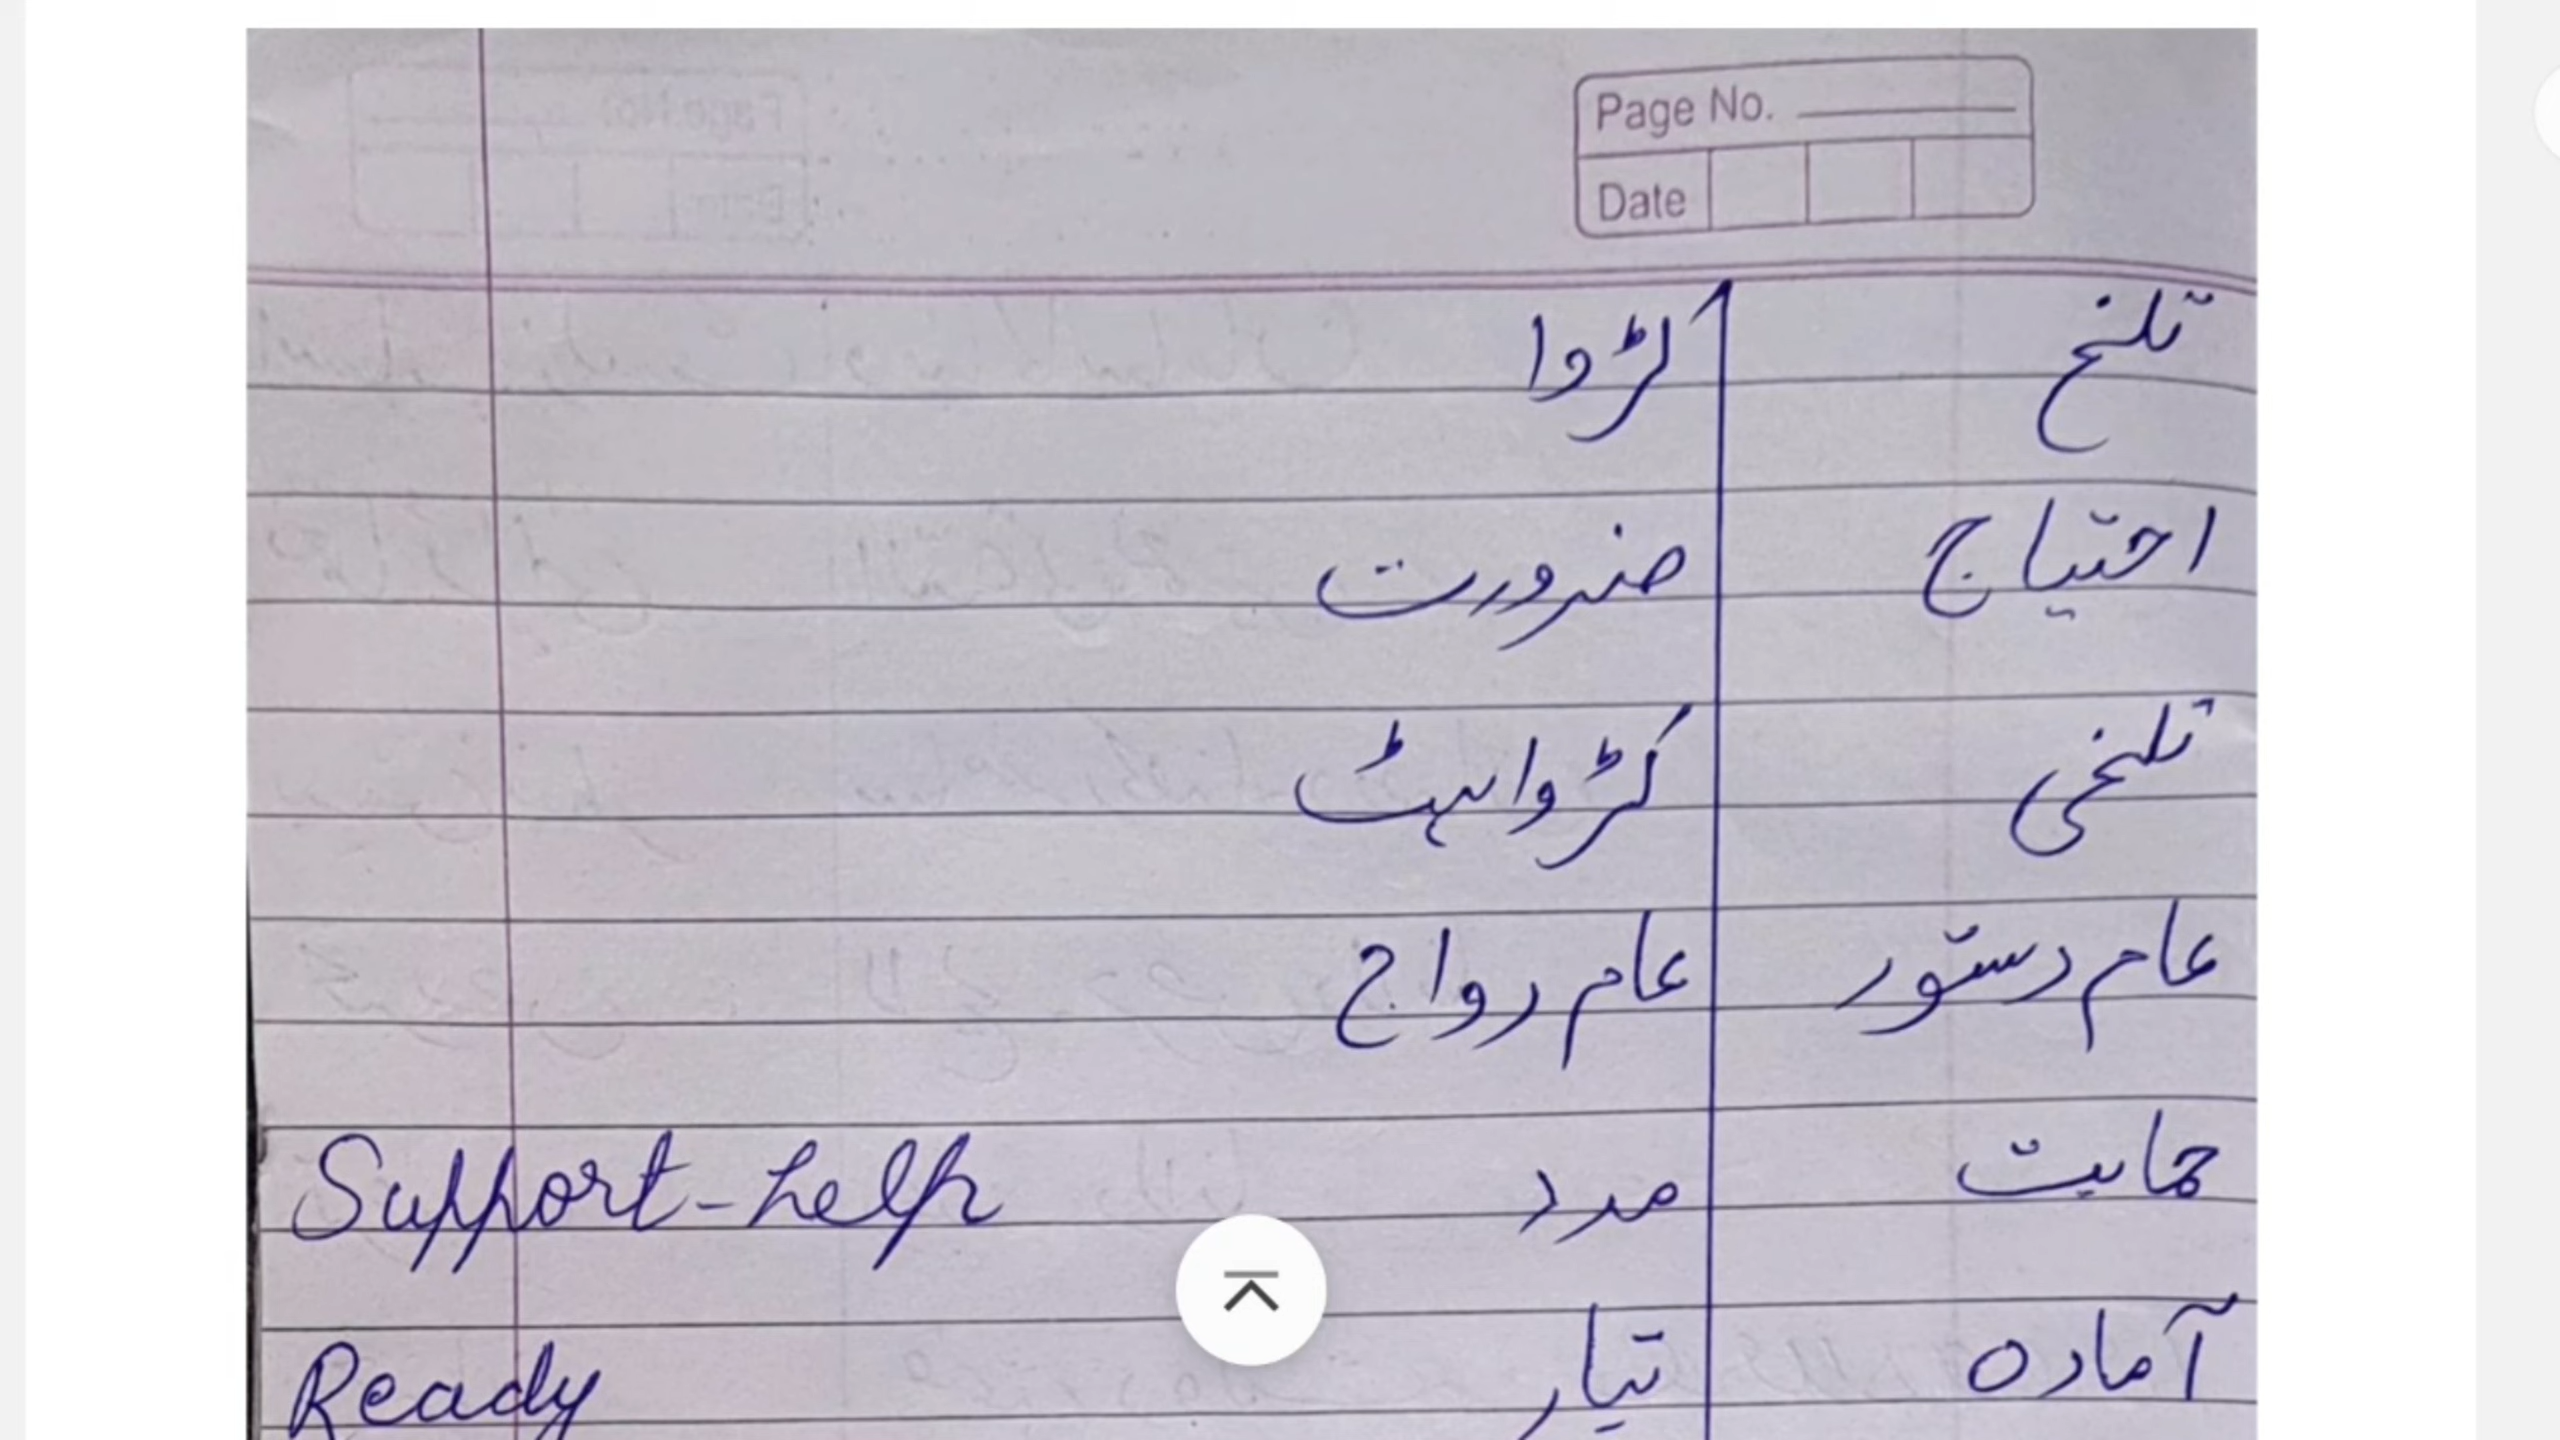 Page No.
Date
تلخ کڑوا
احتیاج ضرورت
تلخی کڑواہٹ
عام دستور عام رواج
حمایت مدد Support-help
آمادہ تیار Ready